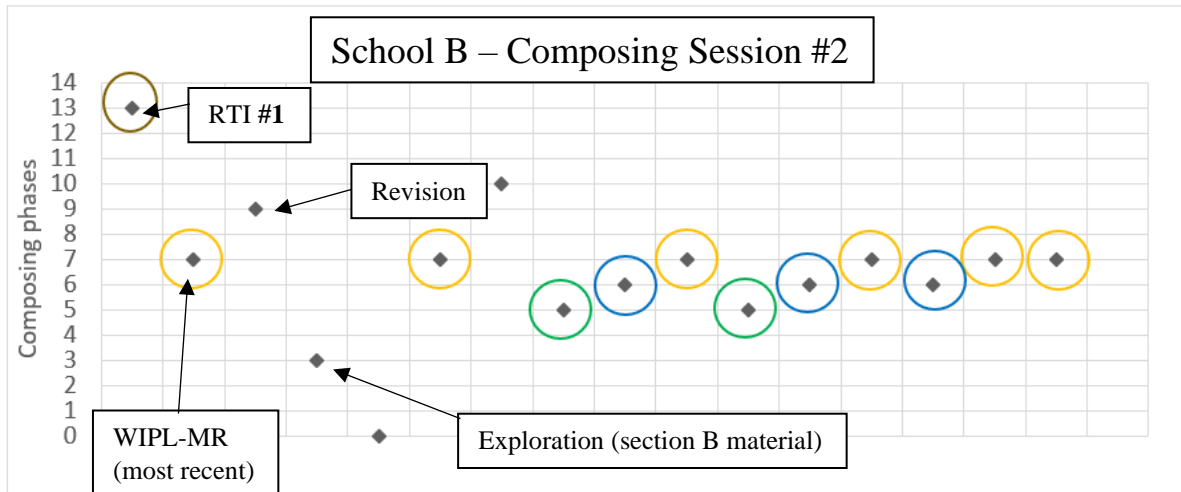 School B – Composing Session #2
14
13
12
11
10
9
8
7
6
5
4
3
2
1
0
Composing phases
RTI #1
Revision
WIPL-MR
(most recent)
Exploration (section B material)